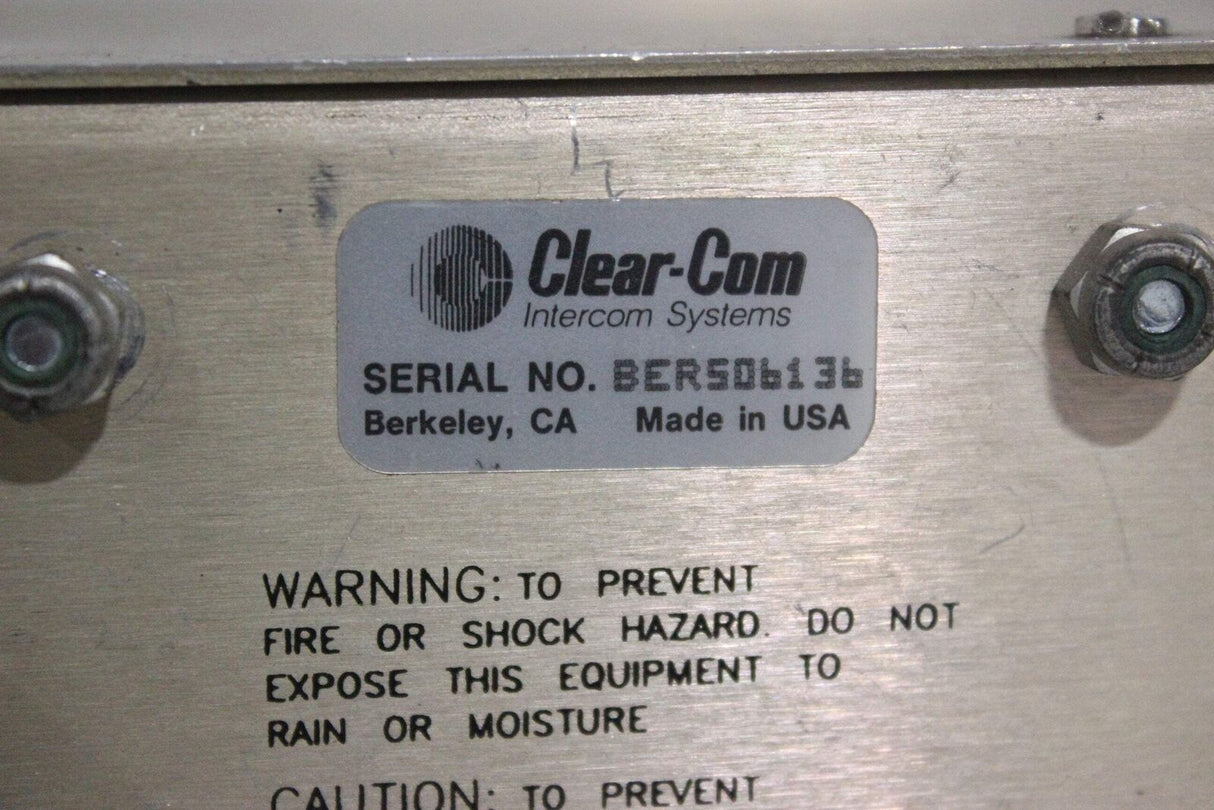 Clear-Com
Intercom Systems
SERIAL NO. BER506136
Berkeley, CA Made in USA
WARNING: TO PREVENT
FIRE OR SHOCK HAZARD. DO NOT
EXPOSE THIS EQUIPMENT TO
RAIN OR MOISTURE
CAUTION: TO PREVENT